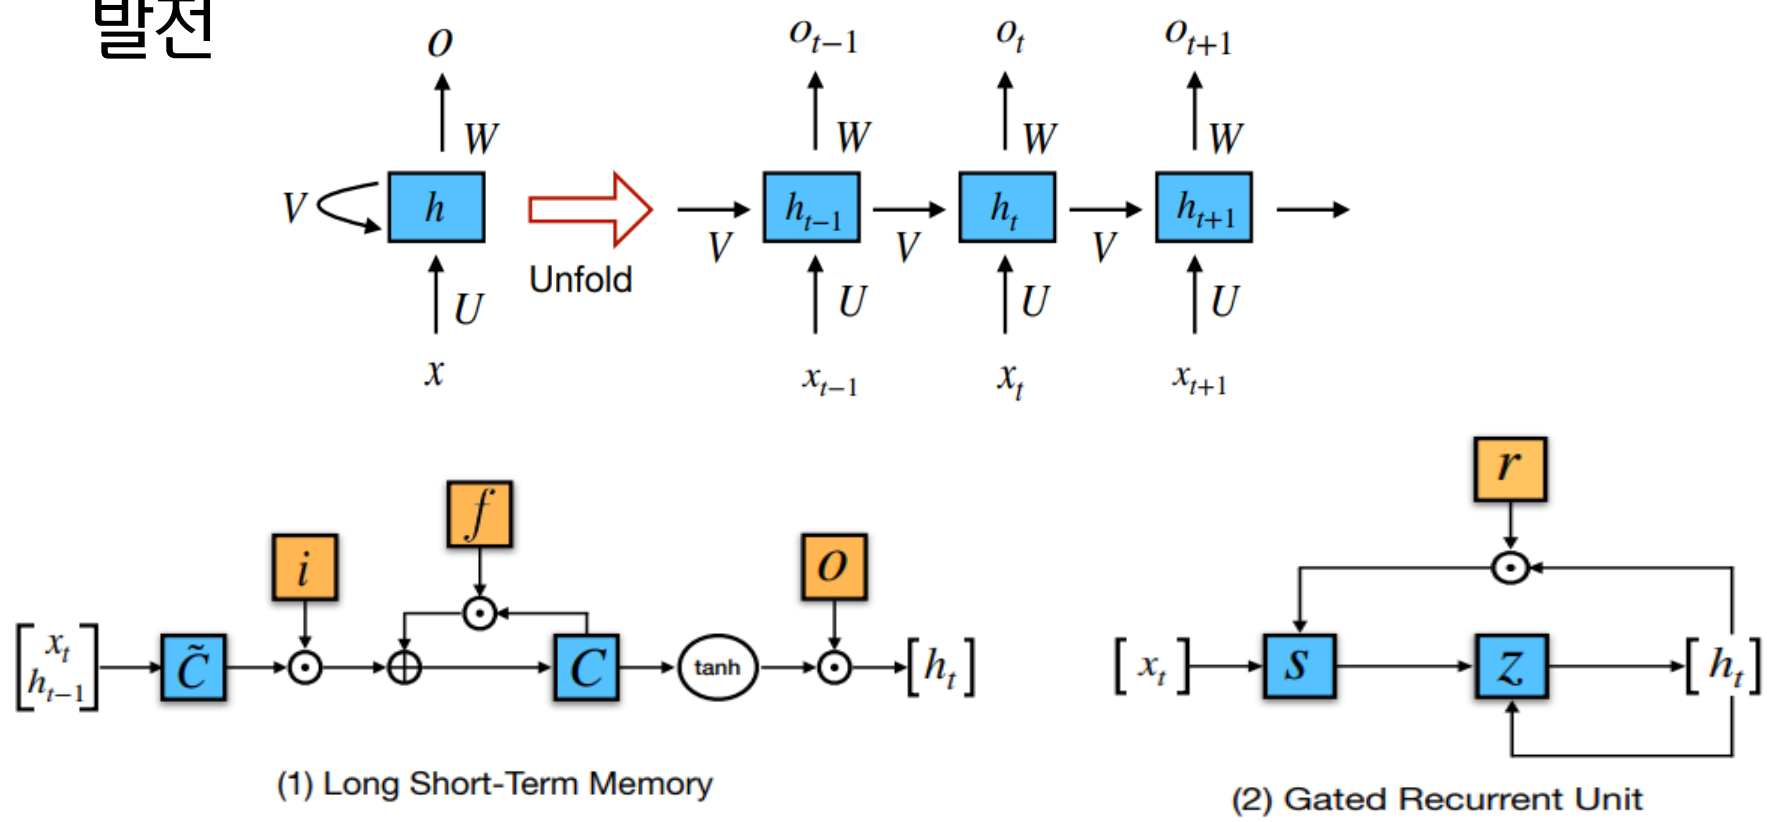 발전
o o_{t−1} o_t o_{t+1}
W W W W
V h h_{t−1} h_t h_{t+1}
V V V
Unfold
U U U U
x x_{t−1} x_t x_{t+1}
r
f
i o
[x_t h_{t−1}] C̃ ⊙ ⊕ C tanh ⊙ [h_t]
[x_t] s z [h_t]
(1) Long Short-Term Memory
(2) Gated Recurrent Unit